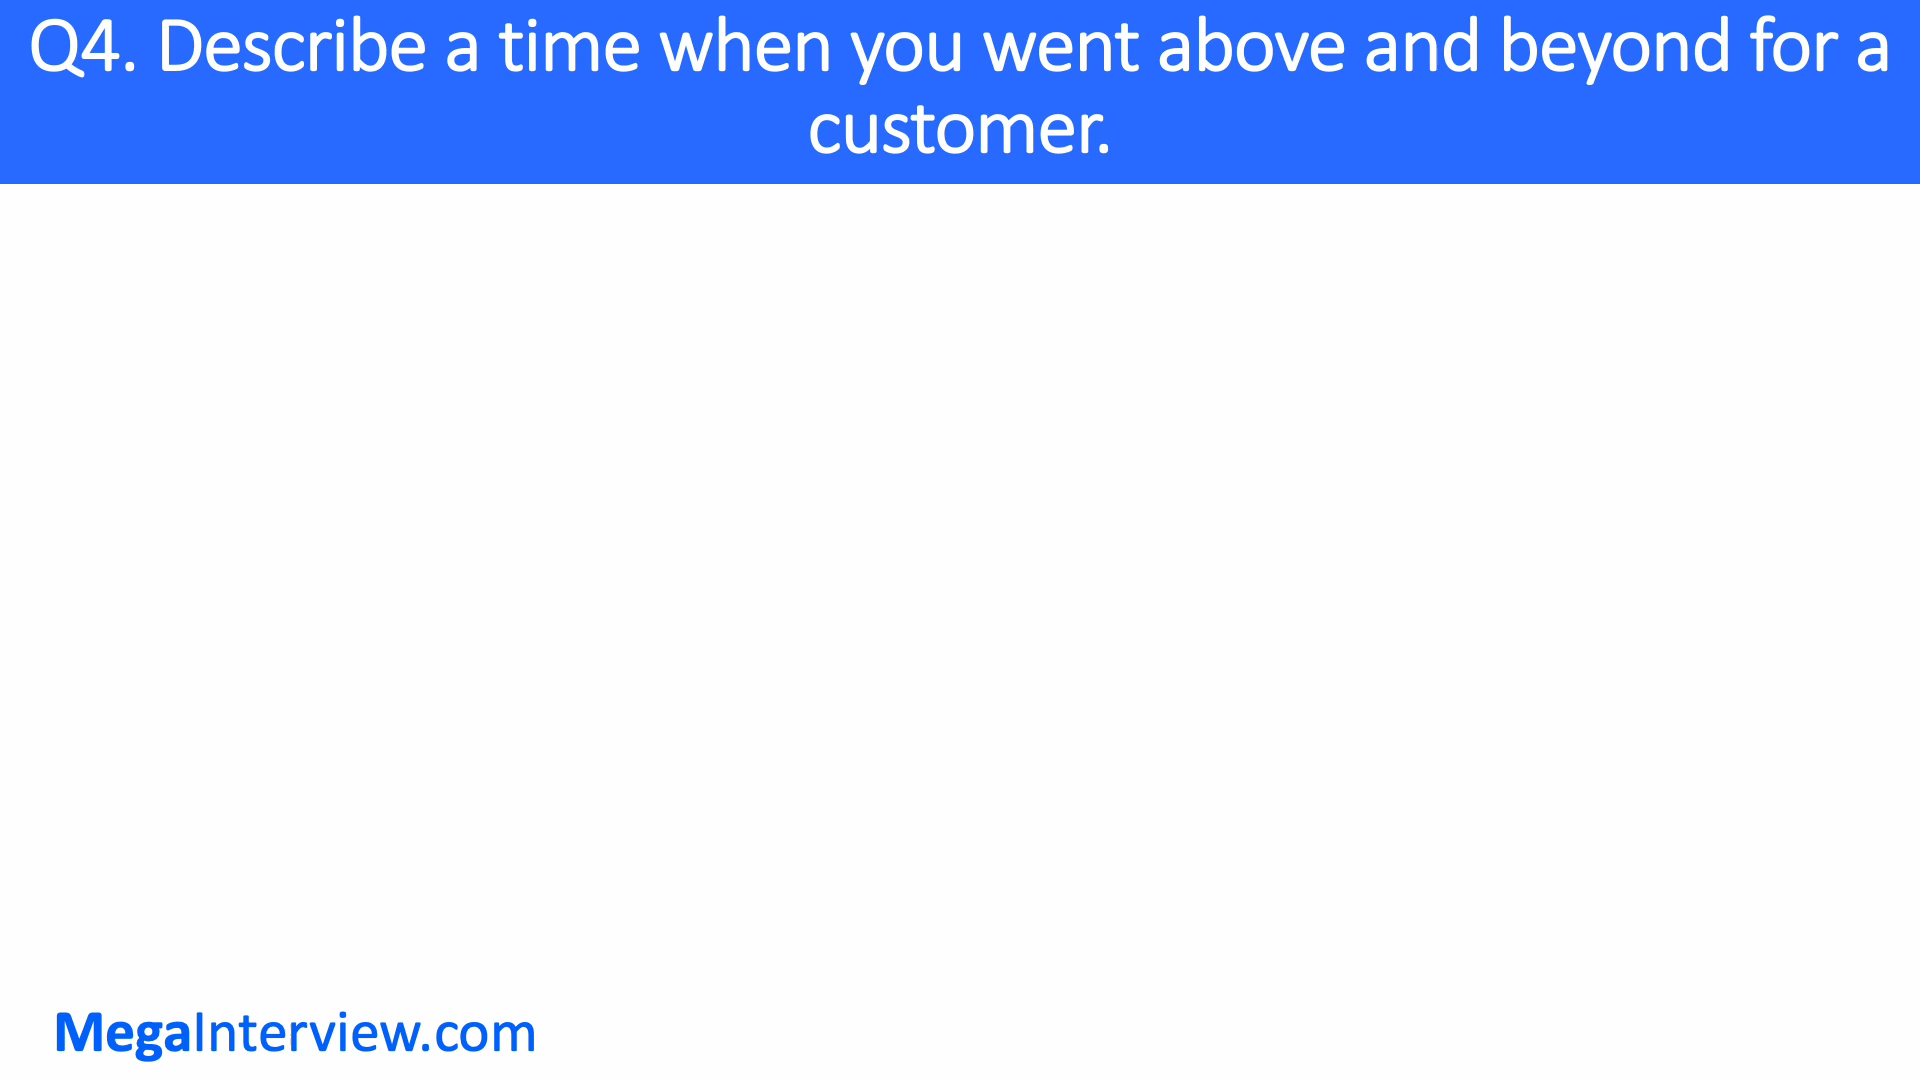 Q4. Describe a time when you went above and beyond for a
customer.
MegaInterview.com